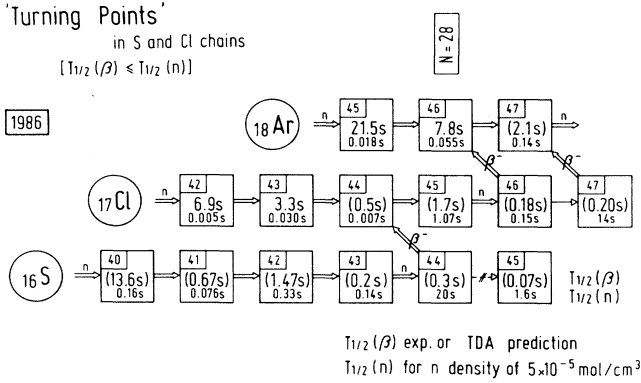 'Turning Points'
in S and Cl chains
[T1/2 (β) ⩽ T1/2 (n)]
N = 28
1986
18Ar n 45 21.5s 0.018s 46 7.8s 0.055s 47 (2.1s) 0.14s n
β⁻ β⁻
17Cl n 42 6.9s 0.005s 43 3.3s 0.030s 44 (0.5s) 0.007s 45 (1.7s) 1.07s n 46 (0.18s) 0.15s 47 (0.20s) 14s
β⁻
16S n 40 (13.6s) 0.16s 41 (0.67s) 0.076s 42 (1.47s) 0.33s 43 (0.2s) 0.14s n 44 (0.3s) 20s 45 (0.07s) 1.6s
T1/2 (β)
T1/2 (n)
T1/2 (β) exp. or TDA prediction
T1/2 (n) for n density of 5x10⁻⁵ mol/cm³